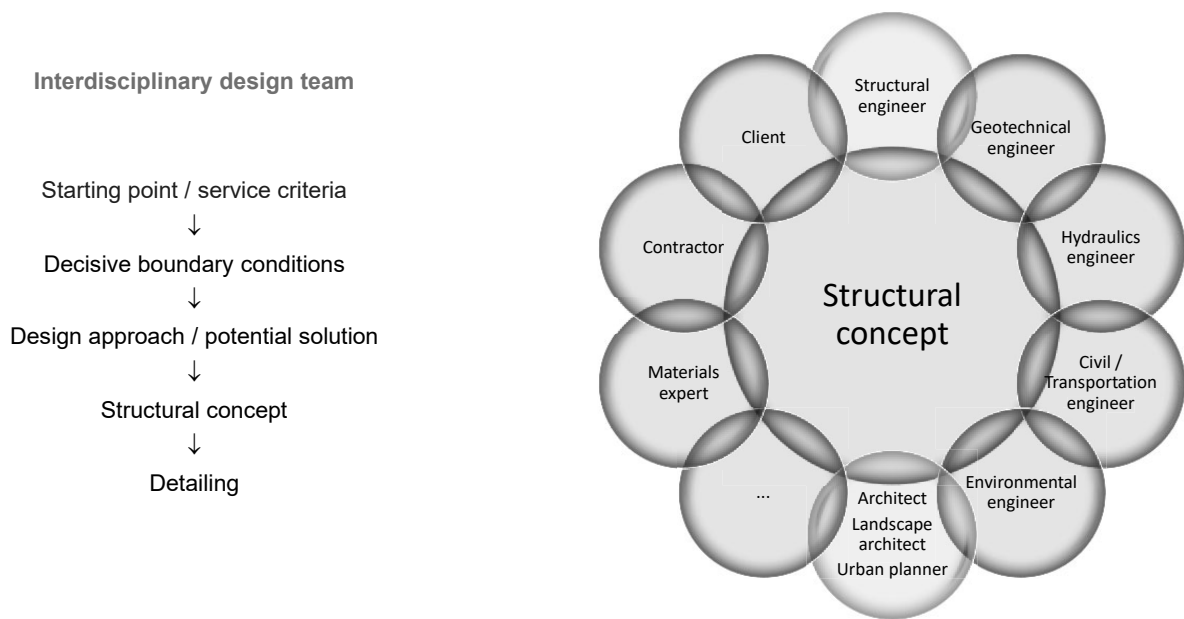 Interdisciplinary design team
Starting point / service criteria
↓
Decisive boundary conditions
↓
Design approach / potential solution
↓
Structural concept
↓
Detailing
Structural
engineer
Geotechnical
engineer
Hydraulics
engineer
Civil /
Transportation
engineer
Environmental
engineer
Architect
Landscape
architect
Urban planner
...
Materials
expert
Contractor
Client
Structural
concept